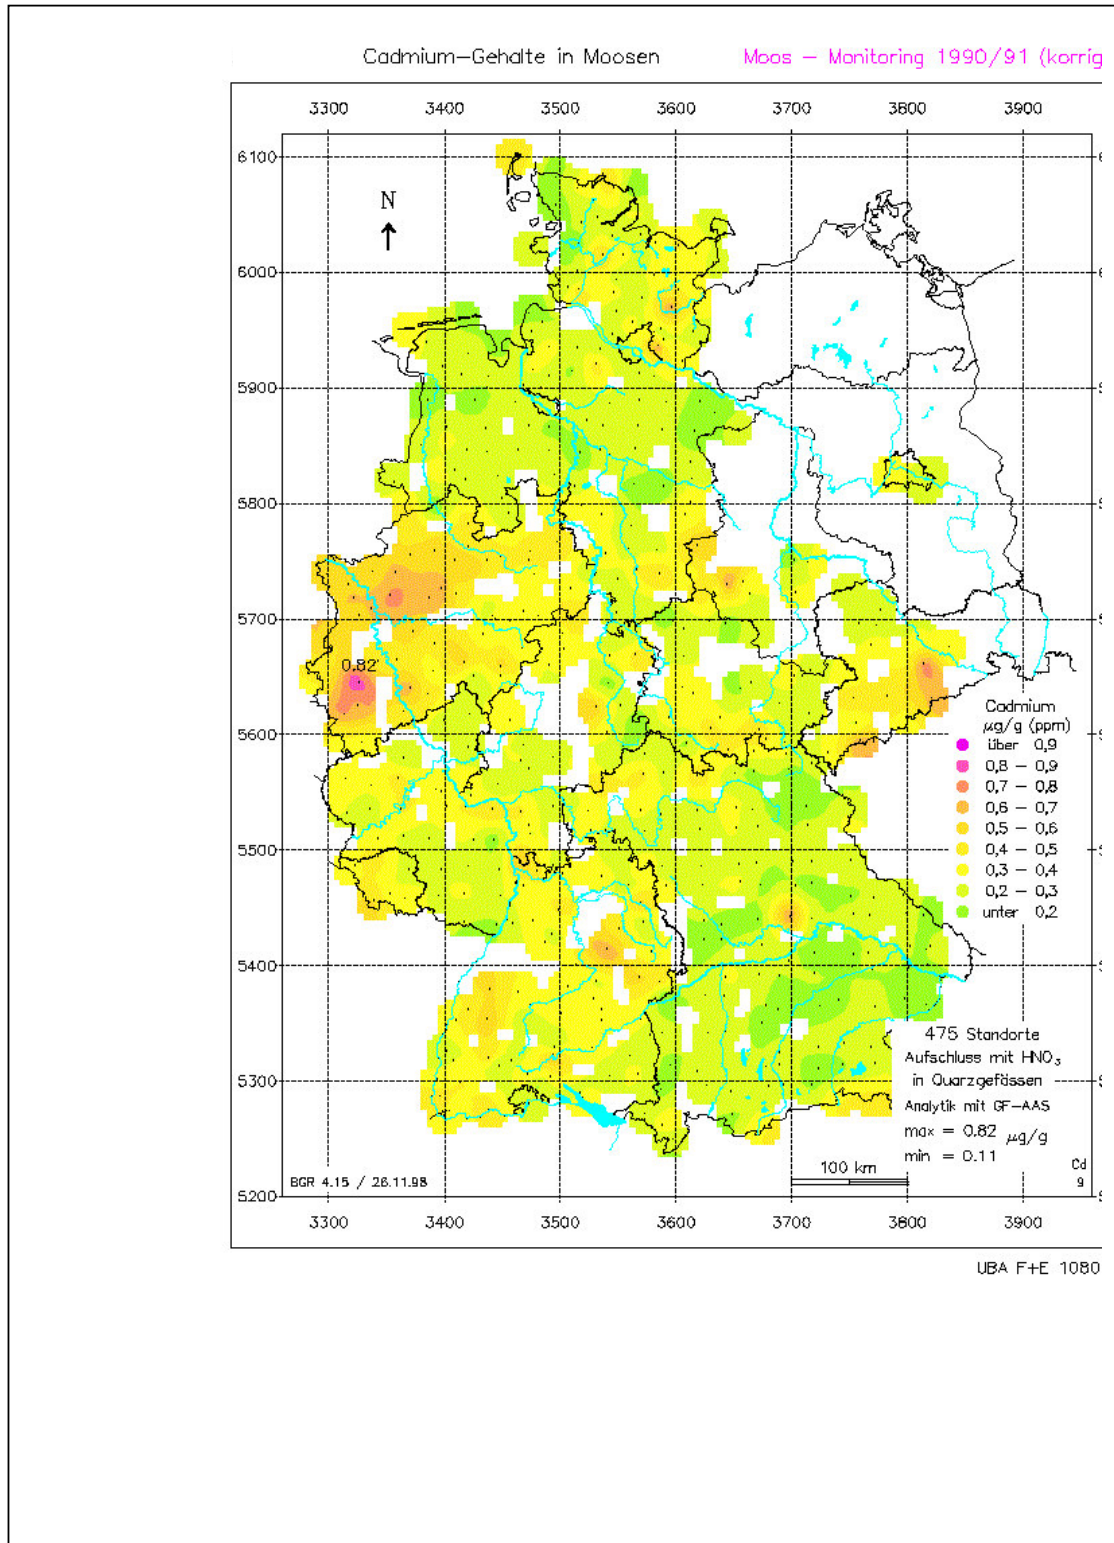 Cadmium-Gehalte in Moosen Moos - Monitoring 1990/91 (korrig
3300 3400 3500 3600 3700 3800 3900
6100
N
6000
5900
5800
5700
0,82
5600
5500
5400
5300
5200
Cadmium
µg/g (ppm)
über 0,9
0,8 - 0,9
0,7 - 0,8
0,6 - 0,7
0,5 - 0,6
0,4 - 0,5
0,3 - 0,4
0,2 - 0,3
unter 0,2
475 Standorte
Aufschluss mit HNO₃
in Quarzgefässen
Analytik mit GF-AAS
max = 0.82 µg/g
min = 0.11
100 km
Cd
9
BGR 4.15 / 26.11.98
3300 3400 3500 3600 3700 3800 3900
UBA F+E 1080